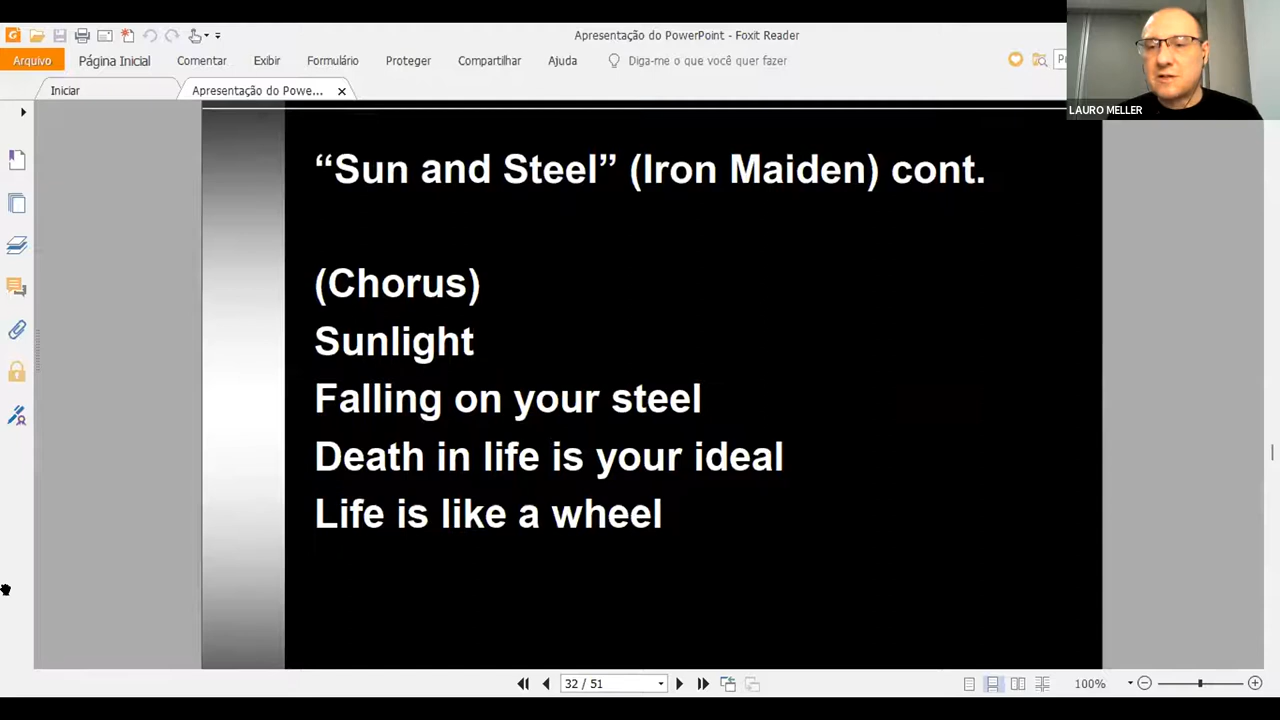 Apresentação do PowerPoint - Foxit Reader
Arquivo
Página Inicial
Comentar
Exibir
Formulário
Proteger
Compartilhar
Ajuda
Diga-me o que você quer fazer
Iniciar
Apresentação do Powe...
LAURO MELLER
“Sun and Steel” (Iron Maiden) cont.
(Chorus)
Sunlight
Falling on your steel
Death in life is your ideal
Life is like a wheel
32 / 51
100%